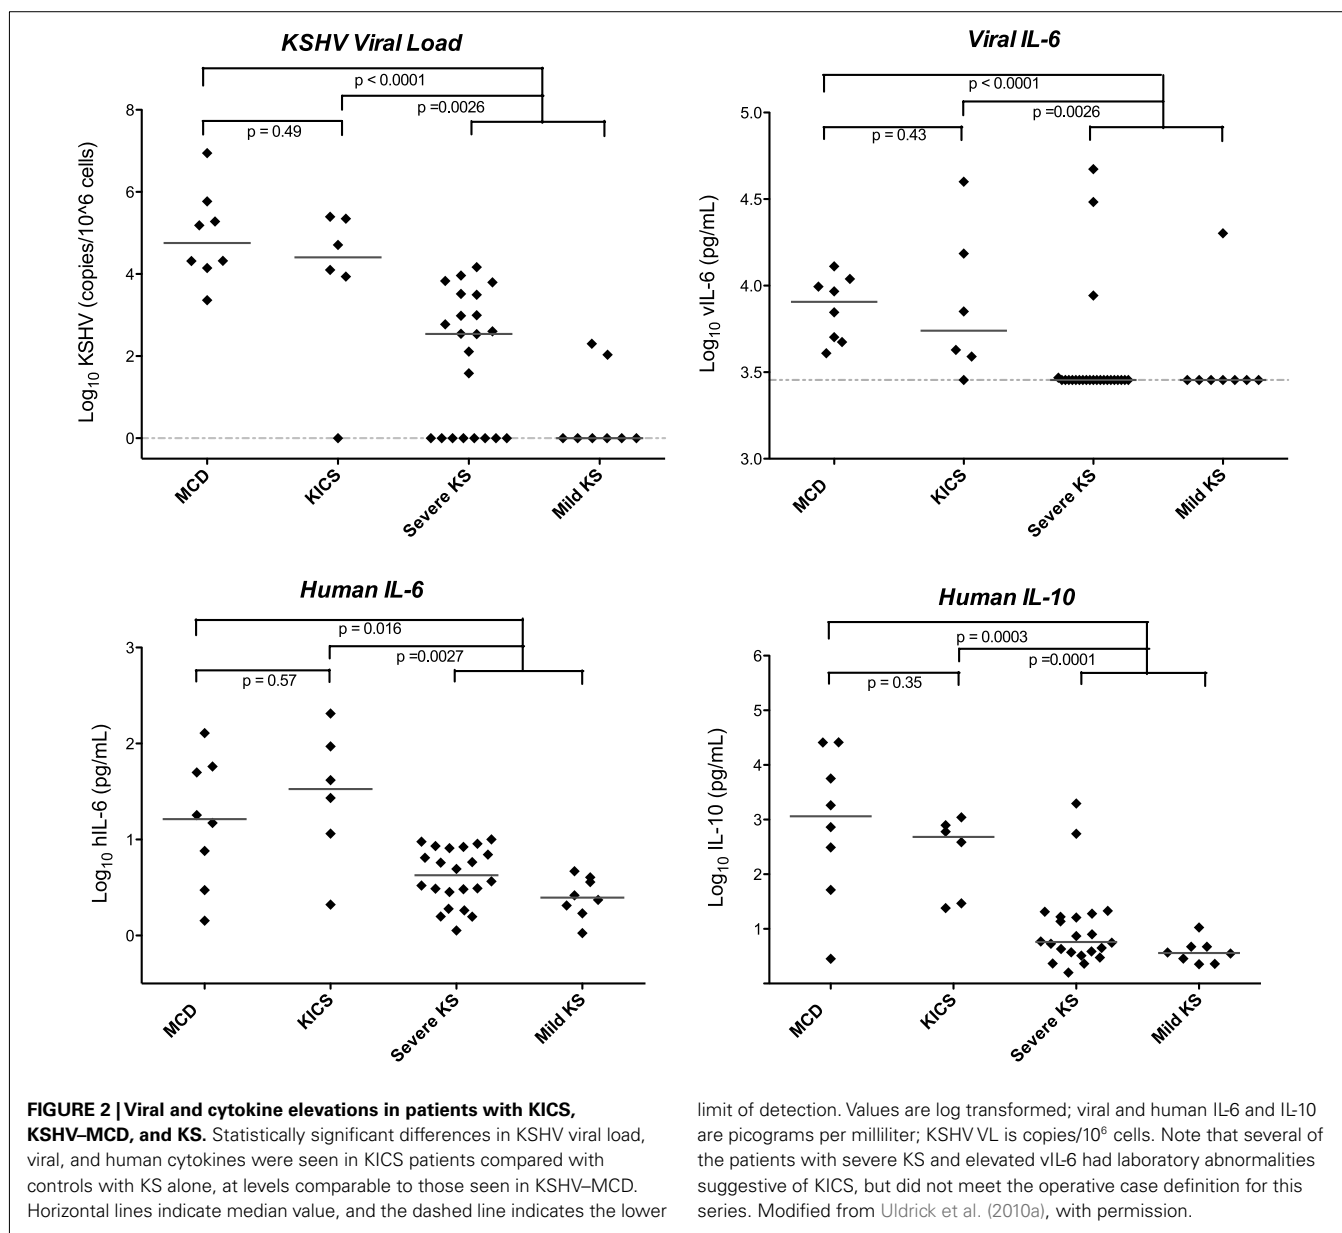 KSHV Viral Load
p < 0.0001
p =0.0026
p = 0.49
Log10 KSHV (copies/10^6 cells)
8
6
4
2
0
MCD
KICS
Severe KS
Mild KS
Viral IL-6
p < 0.0001
p =0.0026
p = 0.43
Log10 vIL-6 (pg/mL)
5.0
4.5
4.0
3.5
3.0
MCD
KICS
Severe KS
Mild KS
Human IL-6
p = 0.016
p =0.0027
p = 0.57
Log10 hIL-6 (pg/mL)
3
2
1
0
MCD
KICS
Severe KS
Mild KS
Human IL-10
p = 0.0003
p =0.0001
p = 0.35
Log10 IL-10 (pg/mL)
6
5
4
3
2
1
MCD
KICS
Severe KS
Mild KS
FIGURE 2 | Viral and cytokine elevations in patients with KICS,
KSHV–MCD, and KS. Statistically significant differences in KSHV viral load,
viral, and human cytokines were seen in KICS patients compared with
controls with KS alone, at levels comparable to those seen in KSHV–MCD.
Horizontal lines indicate median value, and the dashed line indicates the lower
limit of detection. Values are log transformed; viral and human IL-6 and IL-10
are picograms per milliliter; KSHV VL is copies/10⁶ cells. Note that several of
the patients with severe KS and elevated vIL-6 had laboratory abnormalities
suggestive of KICS, but did not meet the operative case definition for this
series. Modified from Uldrick et al. (2010a), with permission.